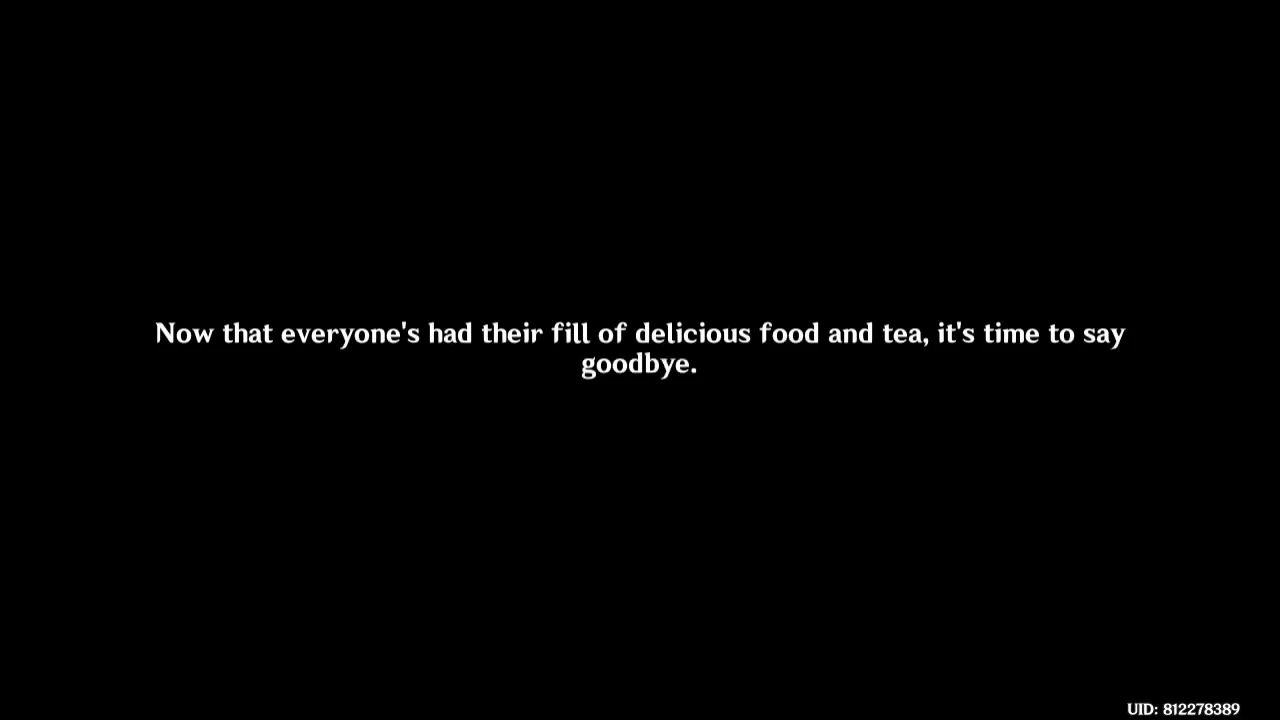 Now that everyone's had their fill of delicious food and tea, it's time to say
goodbye.
UID: 812278389